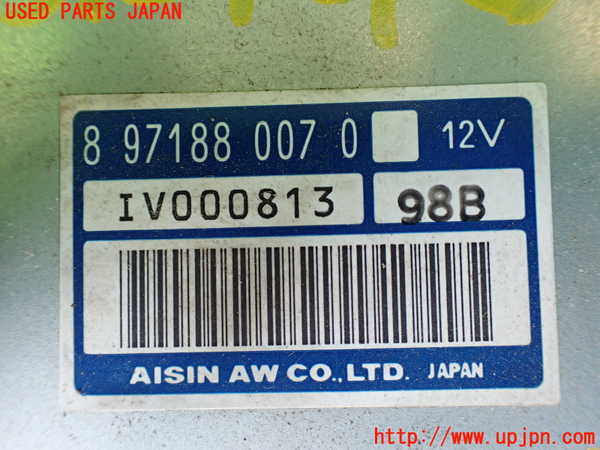 USED PARTS JAPAN
8 97188 007 0 12V
IV000813 98B
AISIN AW CO.,LTD. JAPAN
http://www.upjpn.com/